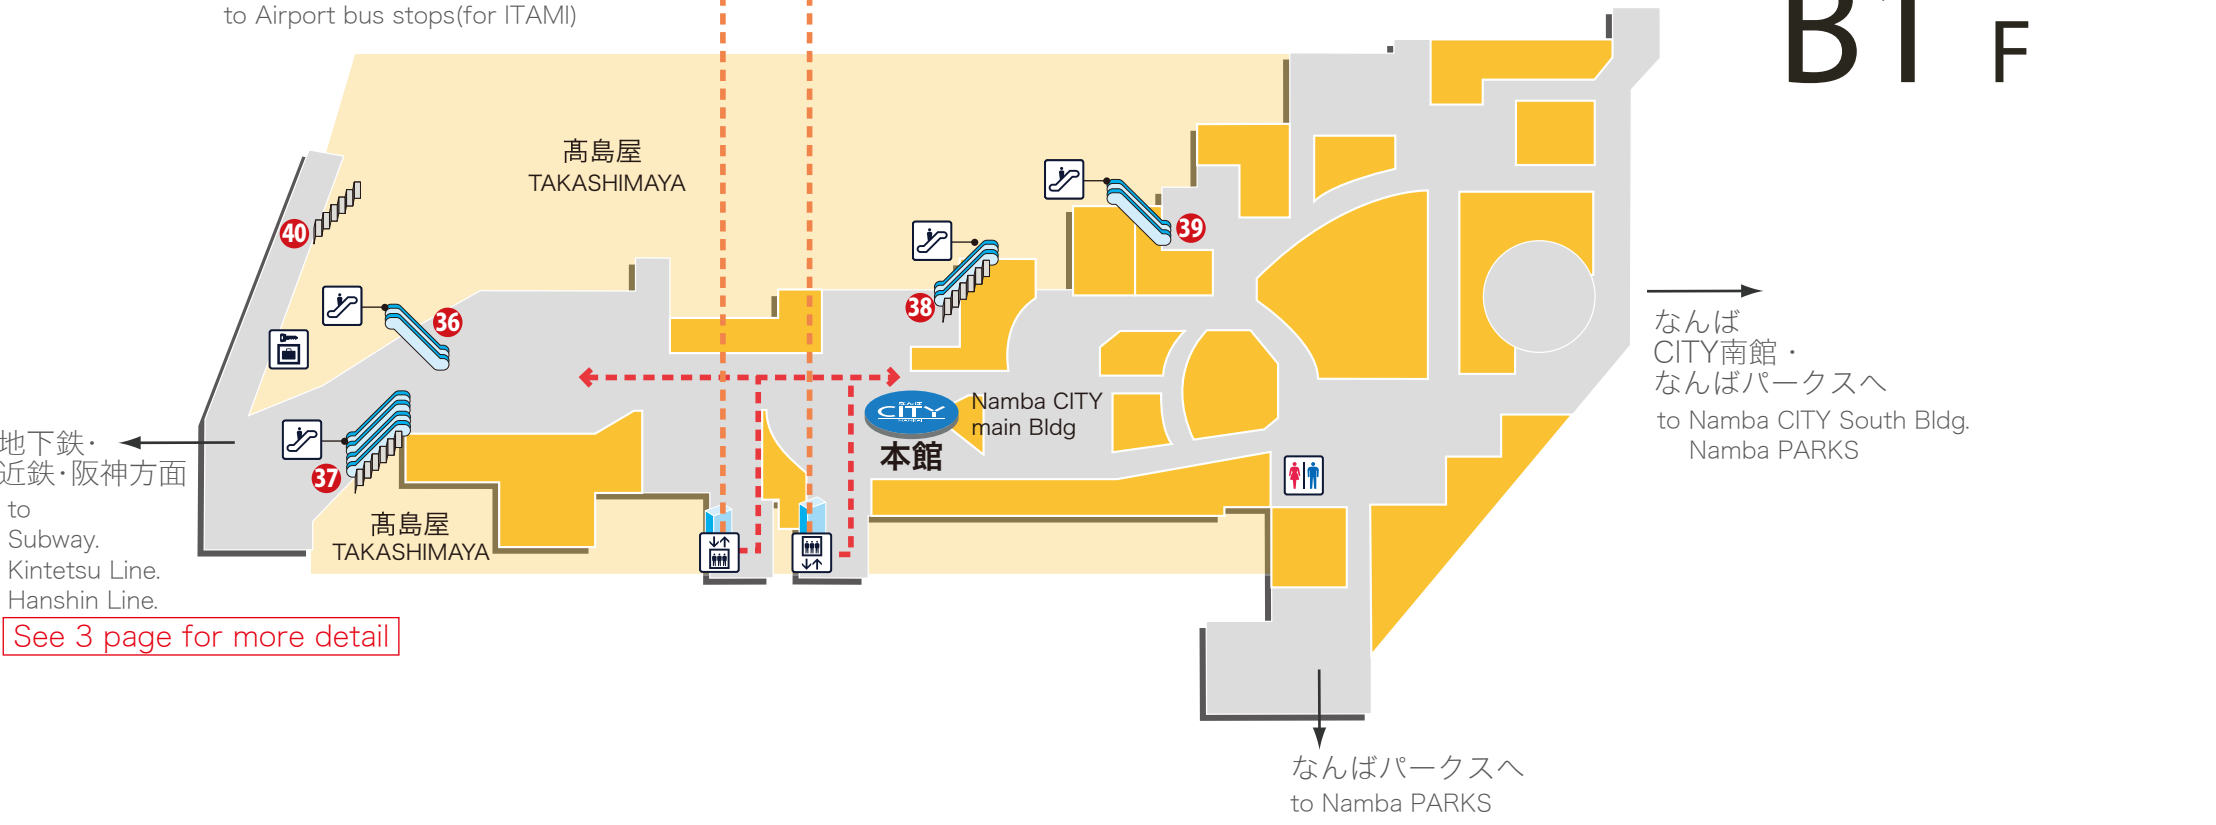 to Airport bus stops(for ITAMI)
B1 F
髙島屋
TAKASHIMAYA
40
39
38
36
37
なんば
CITY南館・
なんばパークスへ
to Namba CITY South Bldg.
Namba PARKS
なんば
CITY
Namba CITY
main Bldg
本館
地下鉄・
近鉄・阪神方面
to
Subway.
Kintetsu Line.
Hanshin Line.
See 3 page for more detail
髙島屋
TAKASHIMAYA
なんばパークスへ
to Namba PARKS